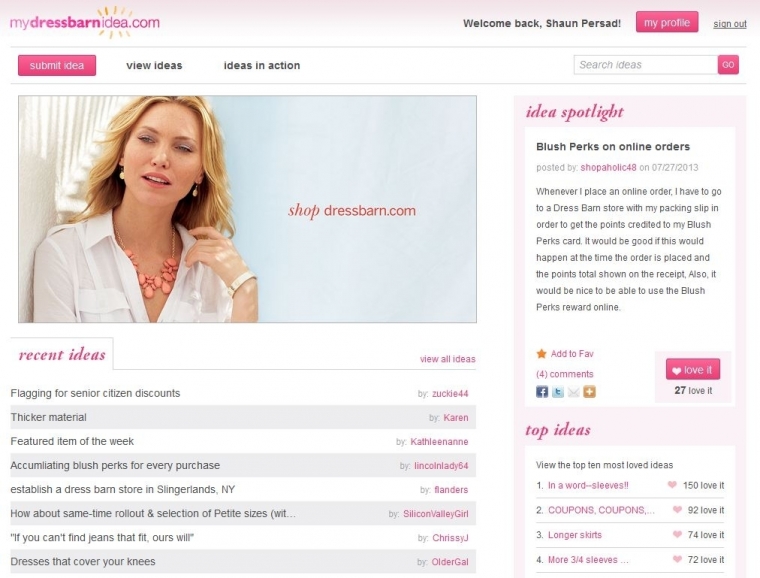 mydressbarnidea.com
Welcome back, Shaun Persad!
my profile
sign out
submit idea
view ideas
ideas in action
Search ideas
GO
shop dressbarn.com
recent ideas
view all ideas
Flagging for senior citizen discounts by: zuckie44
Thicker material by: Karen
Featured item of the week by: Kathleenanne
Accumliating blush perks for every purchase by: lincolnlady64
establish a dress barn store in Slingerlands, NY by: flanders
How about same-time rollout & selection of Petite sizes (wit... by: SiliconValleyGirl
"If you can't find jeans that fit, ours will" by: ChrissyJ
Dresses that cover your knees by: OlderGal
idea spotlight
Blush Perks on online orders
posted by: shopaholic48 on 07/27/2013
Whenever I place an online order, I have to
go to a Dress Barn store with my packing slip in
order to get the points credited to my Blush
Perks card. It would be good if this would
happen at the time the order is placed and
the points total shown on the receipt, Also, it
would be nice to be able to use the Blush
Perks reward online.
Add to Fav
(4) comments
love it
27 love it
top ideas
View the top ten most loved ideas
1. In a word--sleeves!! 150 love it
2. COUPONS, COUPONS,... 92 love it
3. Longer skirts 74 love it
4. More 3/4 sleeves ... 72 love it